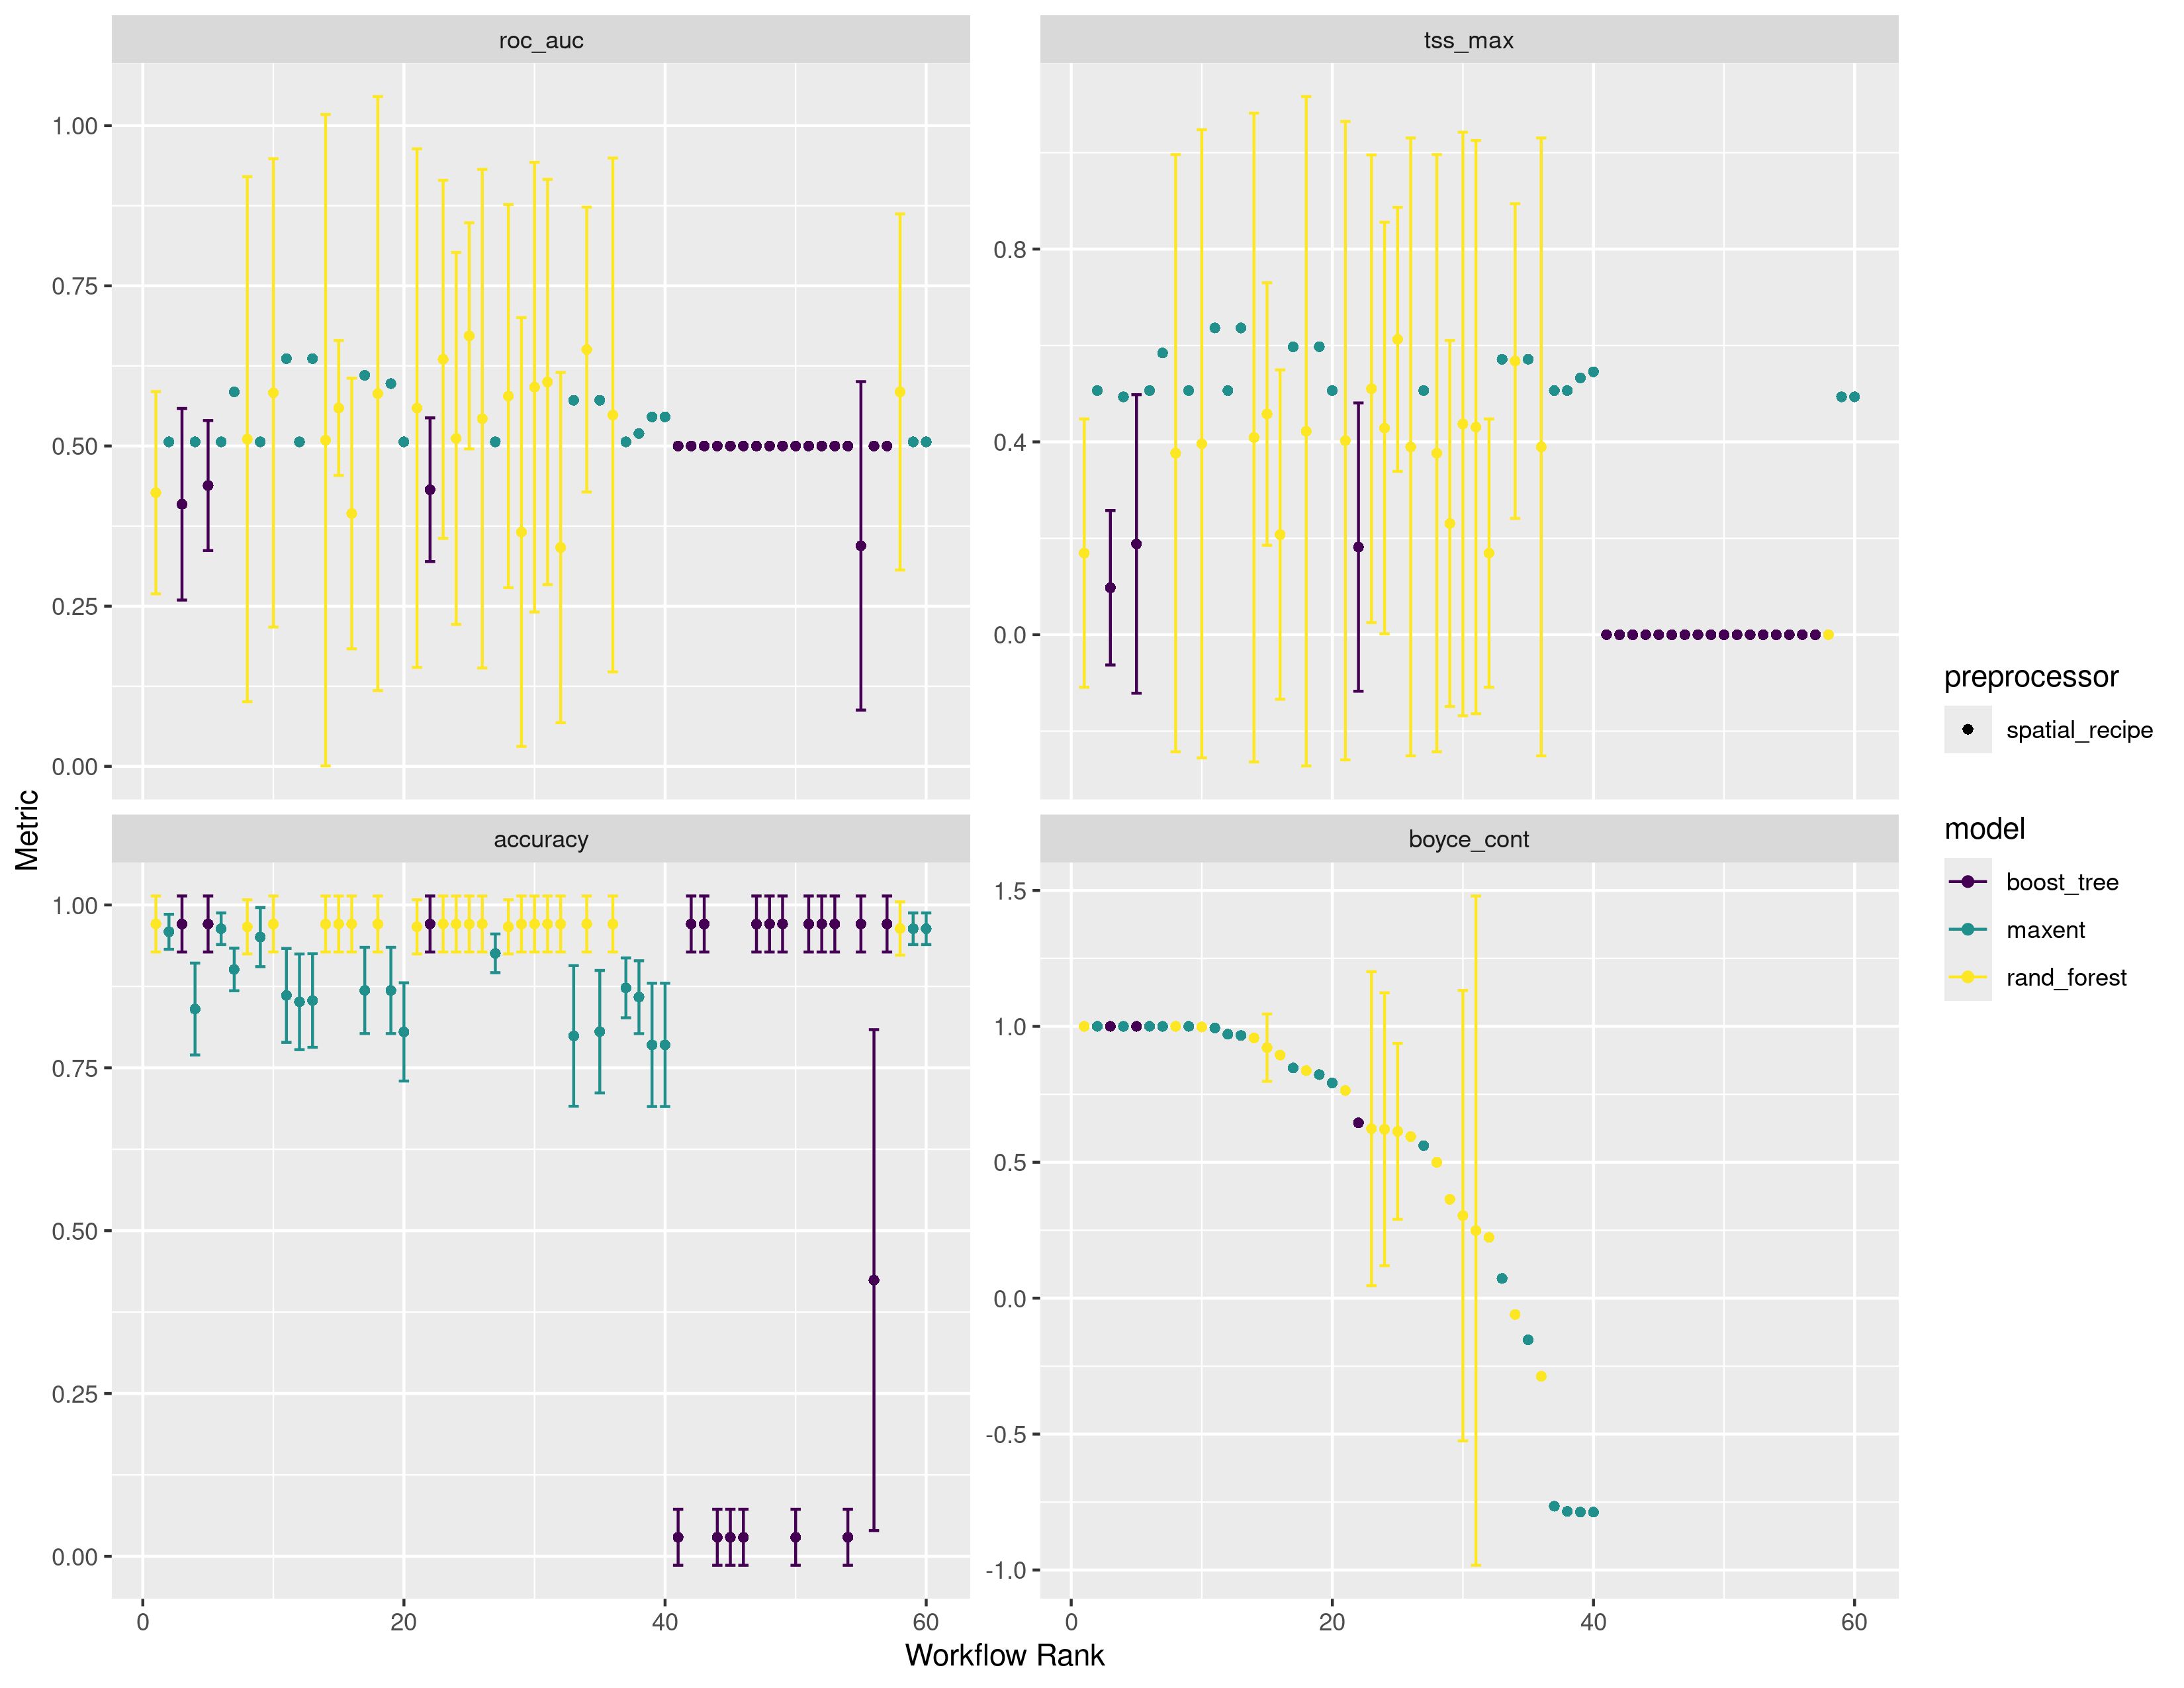 roc_auc
tss_max
1.00
0.75
0.50
0.25
0.00
0.8
0.4
0.0
Metric
accuracy
boyce_cont
1.00
0.75
0.50
0.25
0.00
1.5
1.0
0.5
0.0
-0.5
-1.0
0 20 40 60
0 20 40 60
Workflow Rank
preprocessor
spatial_recipe
model
boost_tree
maxent
rand_forest